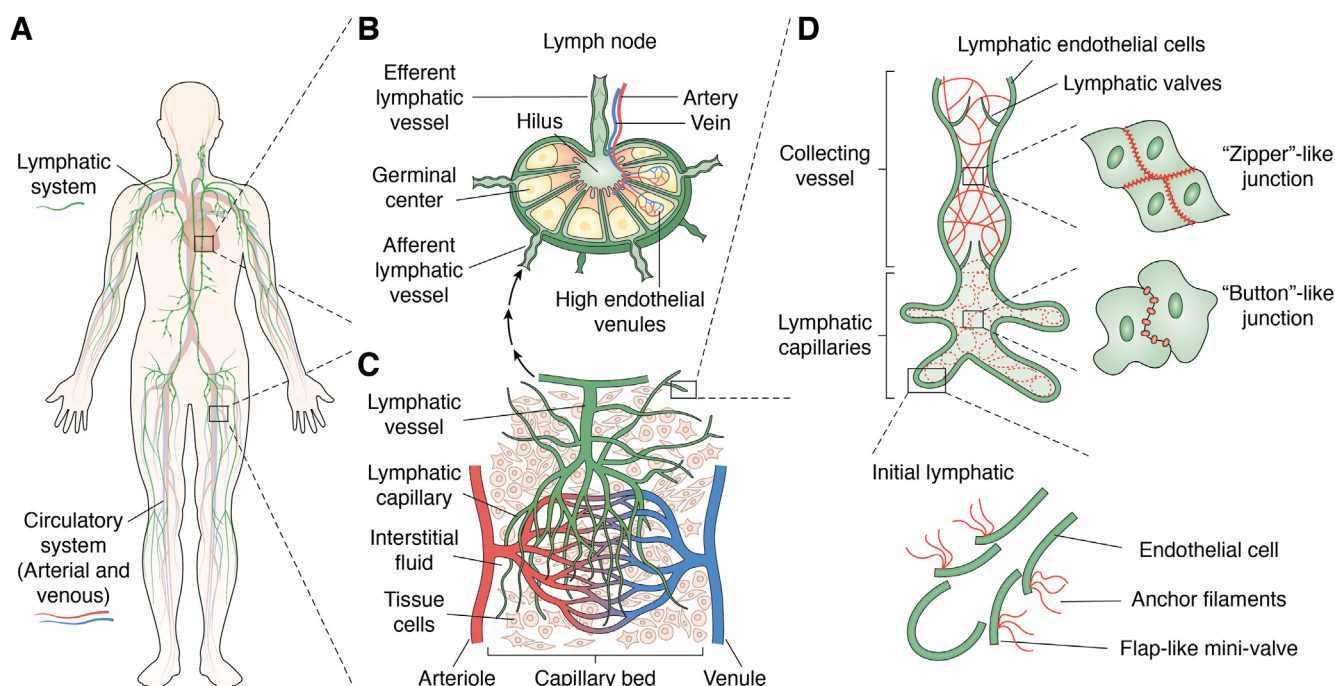 A
Lymphatic
system
Circulatory
system
(Arterial and
venous)
B
Lymph node
Efferent
lymphatic
vessel
Hilus
Artery
Vein
Germinal
center
Afferent
lymphatic
vessel
High endothelial
venules
C
Lymphatic
vessel
Lymphatic
capillary
Interstitial
fluid
Tissue
cells
Arteriole
Capillary bed
Venule
D
Lymphatic endothelial cells
Lymphatic valves
Collecting
vessel
“Zipper”-like
junction
Lymphatic
capillaries
“Button”-like
junction
Initial lymphatic
Endothelial cell
Anchor filaments
Flap-like mini-valve